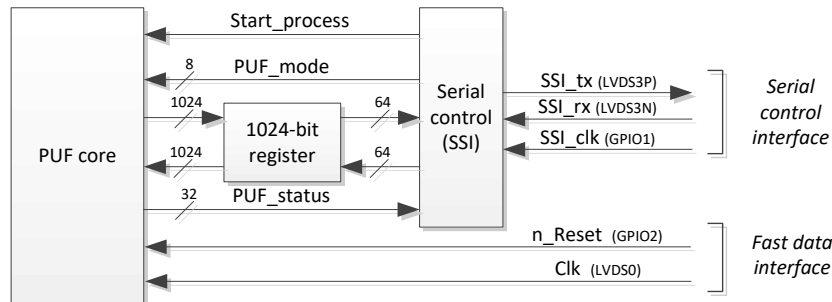 Start_process
8 PUF_mode
SSI_tx (LVDS3P)
1024 64
Serial control (SSI)
SSI_rx (LVDS3N)
Serial control interface
1024-bit register
SSI_clk (GPIO1)
PUF core
1024 64
32 PUF_status
n_Reset (GPIO2)
Fast data interface
Clk (LVDS0)